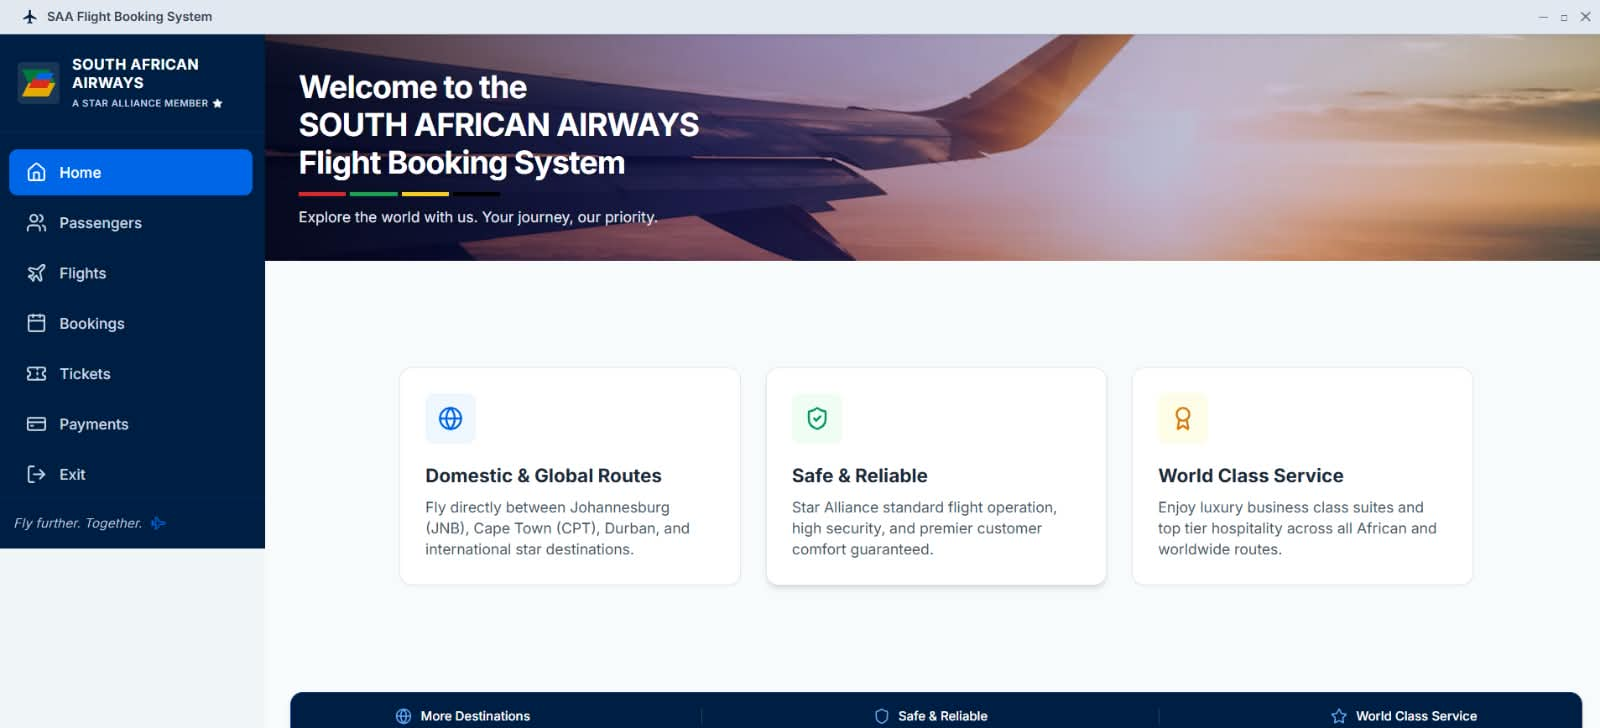 SAA Flight Booking System
SOUTH AFRICAN
AIRWAYS
A STAR ALLIANCE MEMBER
Home
Passengers
Flights
Bookings
Tickets
Payments
Exit
Fly further. Together.
Welcome to the
SOUTH AFRICAN AIRWAYS
Flight Booking System
Explore the world with us. Your journey, our priority.
Domestic & Global Routes
Fly directly between Johannesburg
(JNB), Cape Town (CPT), Durban, and
international star destinations.
Safe & Reliable
Star Alliance standard flight operation,
high security, and premier customer
comfort guaranteed.
World Class Service
Enjoy luxury business class suites and
top tier hospitality across all African and
worldwide routes.
More Destinations
Safe & Reliable
World Class Service